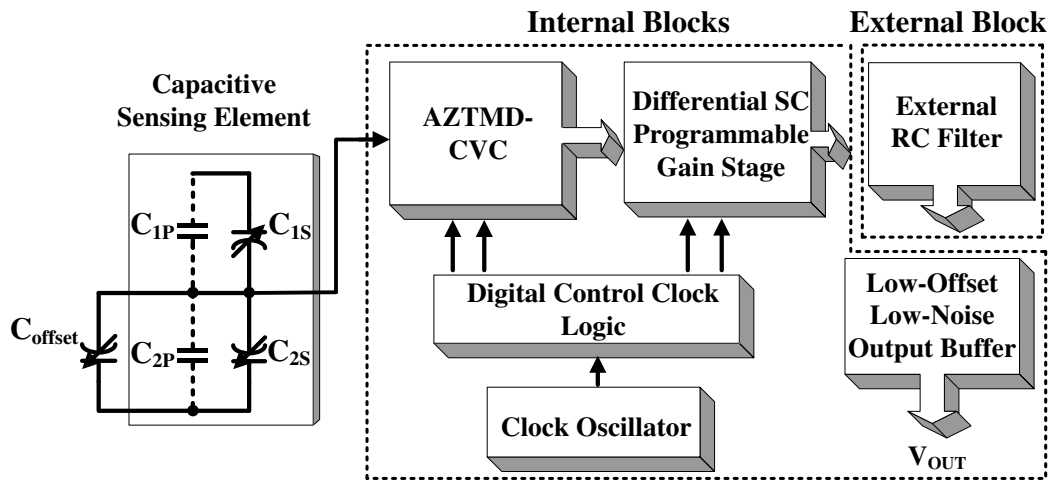 Internal Blocks
External Block
Capacitive
Sensing Element
AZTMD-
CVC
Differential SC
Programmable
Gain Stage
External
RC Filter
C1P
C1S
Coffset
C2P
C2S
Digital Control Clock
Logic
Low-Offset
Low-Noise
Output Buffer
Clock Oscillator
VOUT